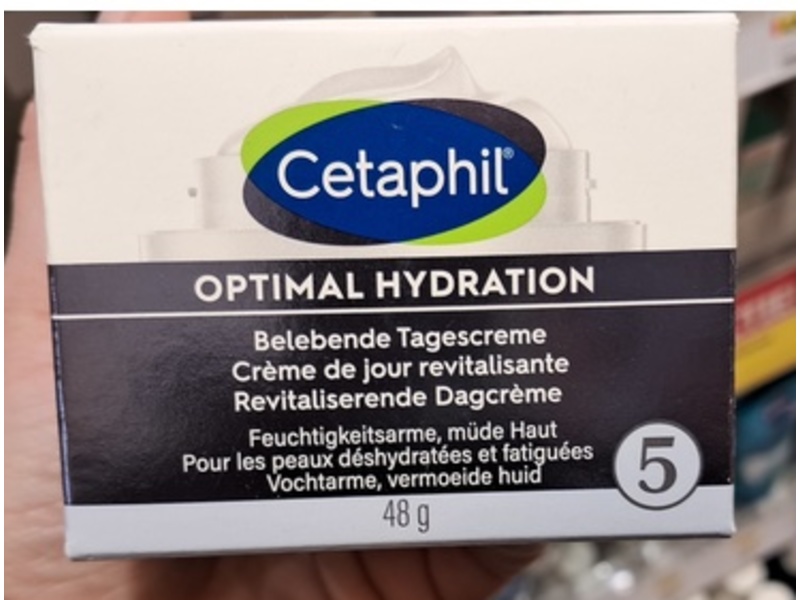 Cetaphil®
OPTIMAL HYDRATION
Belebende Tagescreme
Crème de jour revitalisante
Revitaliserende Dagcrème
Feuchtigkeitsarme, müde Haut
Pour les peaux déshydratées et fatiguées
Vochtarme, vermoeide huid
5
48 g